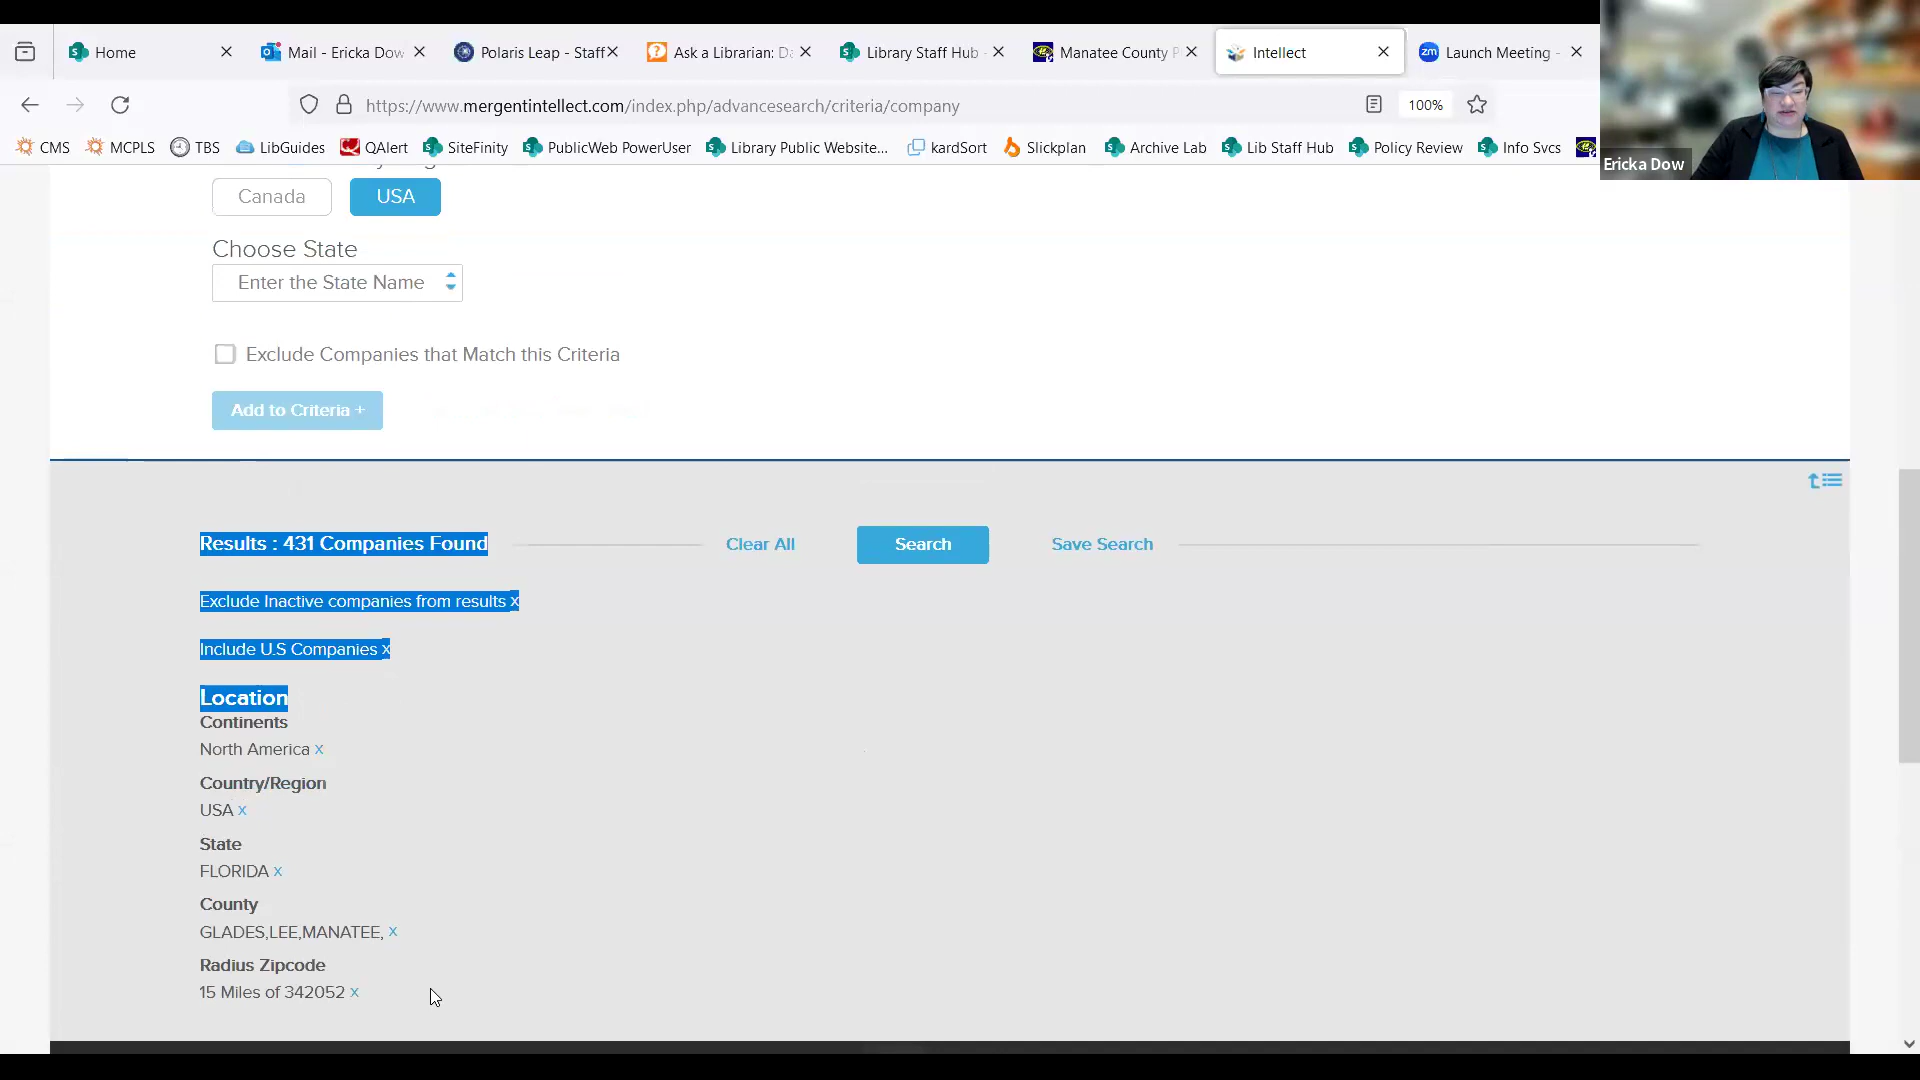 Home
Mail - Ericka Dow
Polaris Leap - Staff
Ask a Librarian: Da
Library Staff Hub -
Manatee County P
Intellect
Launch Meeting -
https://www.mergentintellect.com/index.php/advancesearch/criteria/company
100%
CMS
MCPLS
TBS
LibGuides
QAlert
SiteFinity
PublicWeb PowerUser
Library Public Website...
kardSort
Slickplan
Archive Lab
Lib Staff Hub
Policy Review
Info Svcs
Ericka Dow
Canada
USA
Choose State
Enter the State Name
Exclude Companies that Match this Criteria
Add to Criteria +
Results : 431 Companies Found
Clear All
Search
Save Search
Exclude Inactive companies from results x
Include U.S Companies x
Location
Continents
North America x
Country/Region
USA x
State
FLORIDA x
County
GLADES,LEE,MANATEE, x
Radius Zipcode
15 Miles of 342052 x